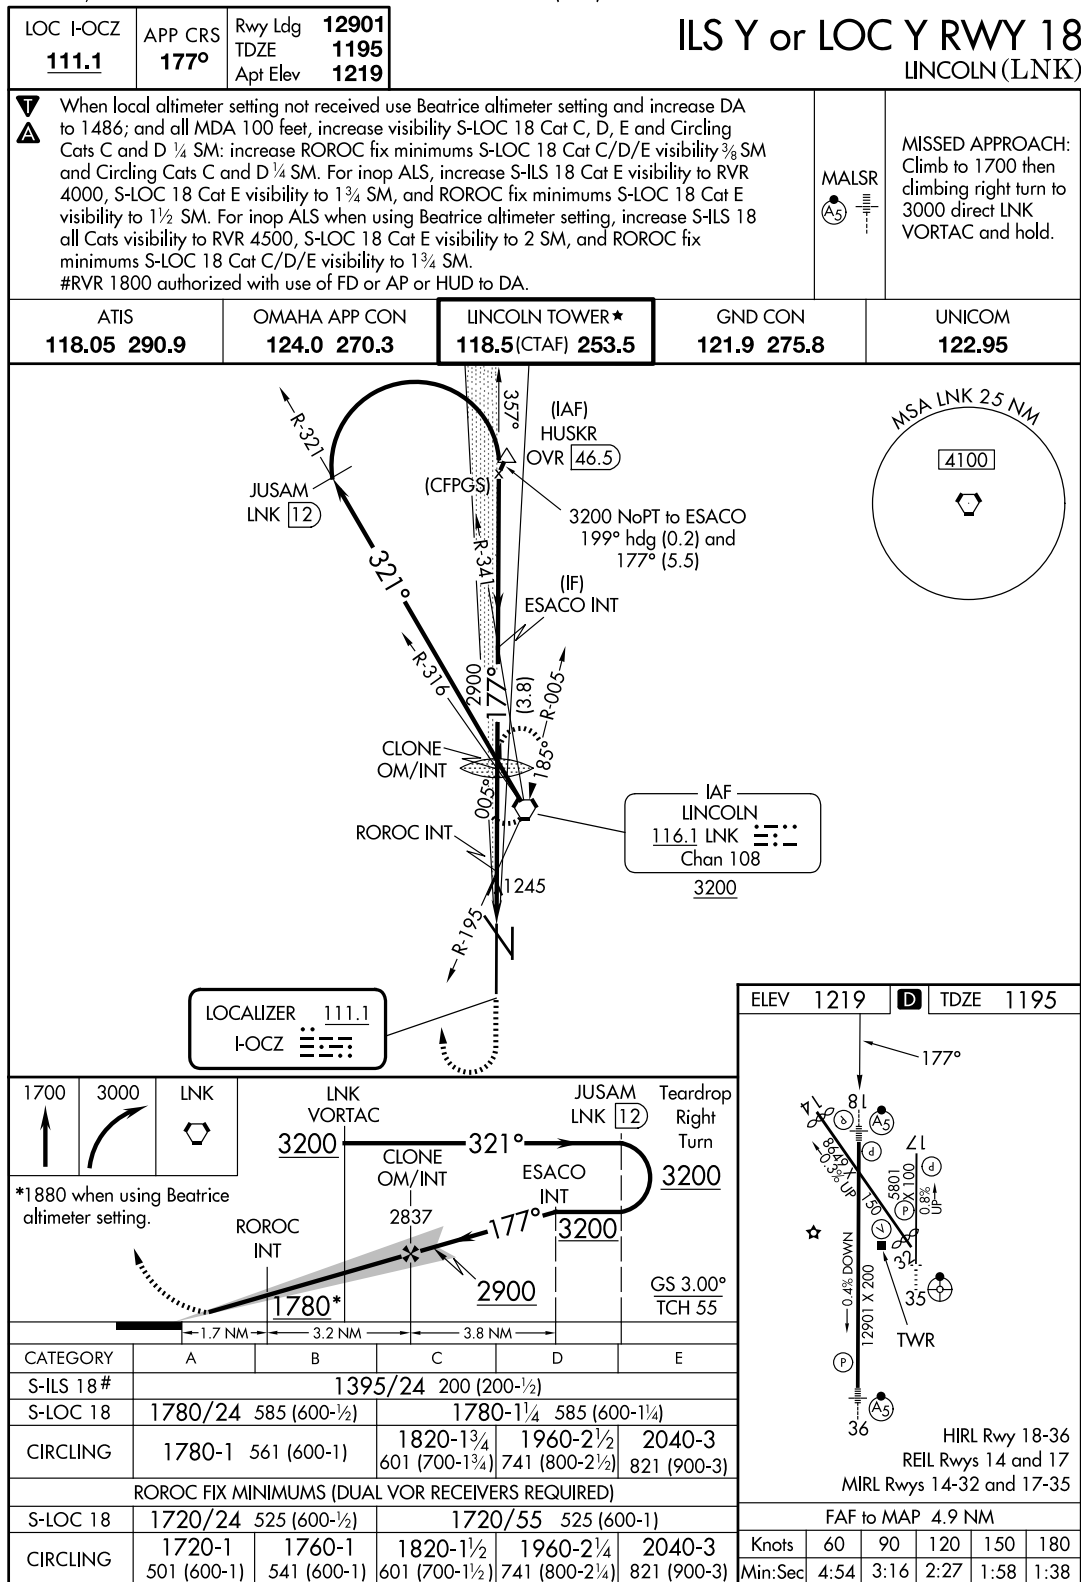 LOC I-OCZ
111.1
APP CRS
177°
Rwy Ldg 12901
TDZE 1195
Apt Elev 1219
ILS Y or LOC Y RWY 18
LINCOLN (LNK)
T
A
When local altimeter setting not received use Beatrice altimeter setting and increase DA
to 1486; and all MDA 100 feet, increase visibility S-LOC 18 Cat C, D, E and Circling
Cats C and D ¼ SM: increase ROROC fix minimums S-LOC 18 Cat C/D/E visibility ⅜ SM
and Circling Cats C and D ¼ SM. For inop ALS, increase S-ILS 18 Cat E visibility to RVR
4000, S-LOC 18 Cat E visibility to 1¾ SM, and ROROC fix minimums S-LOC 18 Cat E
visibility to 1½ SM. For inop ALS when using Beatrice altimeter setting, increase S-ILS 18
all Cats visibility to RVR 4500, S-LOC 18 Cat E visibility to 2 SM, and ROROC fix
minimums S-LOC 18 Cat C/D/E visibility to 1¾ SM.
#RVR 1800 authorized with use of FD or AP or HUD to DA.
MALSR
A5
MISSED APPROACH:
Climb to 1700 then
climbing right turn to
3000 direct LNK
VORTAC and hold.
ATIS
118.05 290.9
OMAHA APP CON
124.0 270.3
LINCOLN TOWER★
118.5 (CTAF) 253.5
GND CON
121.9 275.8
UNICOM
122.95
R-321
357°
(IAF)
HUSKR
OVR 46.5
(CFPGS)
JUSAM
LNK 12
3200 NoPT to ESACO
199° hdg (0.2) and
177° (5.5)
MSA LNK 25 NM
4100
321°
R-341
(IF)
ESACO INT
R-316
2900
177°
(3.8)
R-005
185°
CLONE
OM/INT
005°
ROROC INT
IAF
LINCOLN
116.1 LNK
Chan 108
3200
1245
R-195
LOCALIZER 111.1
I-OCZ
ELEV 1219 D TDZE 1195
177°
18
14
A5
P
P
17
P
8649 X 150
0.3% UP
5801 X 100
0.8% UP
P
V
32
35
0.4% DOWN
12901 X 200
TWR
P
36
A5
HIRL Rwy 18-36
REIL Rwys 14 and 17
MIRL Rwys 14-32 and 17-35
1700
3000
LNK
LNK
VORTAC
JUSAM
LNK 12
Teardrop
Right
Turn
3200
3200
321°
CLONE
OM/INT
ESACO
INT
*1880 when using Beatrice
altimeter setting.
2837
177°
3200
ROROC
INT
2900
1780*
GS 3.00°
TCH 55
1.7 NM
3.2 NM
3.8 NM
CATEGORY A B C D E
S-ILS 18# 1395/24 200 (200-½)
S-LOC 18 1780/24 585 (600-½) 1780-1¼ 585 (600-1¼)
CIRCLING 1780-1 561 (600-1) 1820-1¾ 601 (700-1¾) 1960-2½ 741 (800-2½) 2040-3 821 (900-3)
ROROC FIX MINIMUMS (DUAL VOR RECEIVERS REQUIRED)
S-LOC 18 1720/24 525 (600-½) 1720/55 525 (600-1)
CIRCLING 1720-1 501 (600-1) 1760-1 541 (600-1) 1820-1½ 601 (700-1½) 1960-2¼ 741 (800-2¼) 2040-3 821 (900-3)
FAF to MAP 4.9 NM
Knots 60 90 120 150 180
Min:Sec 4:54 3:16 2:27 1:58 1:38